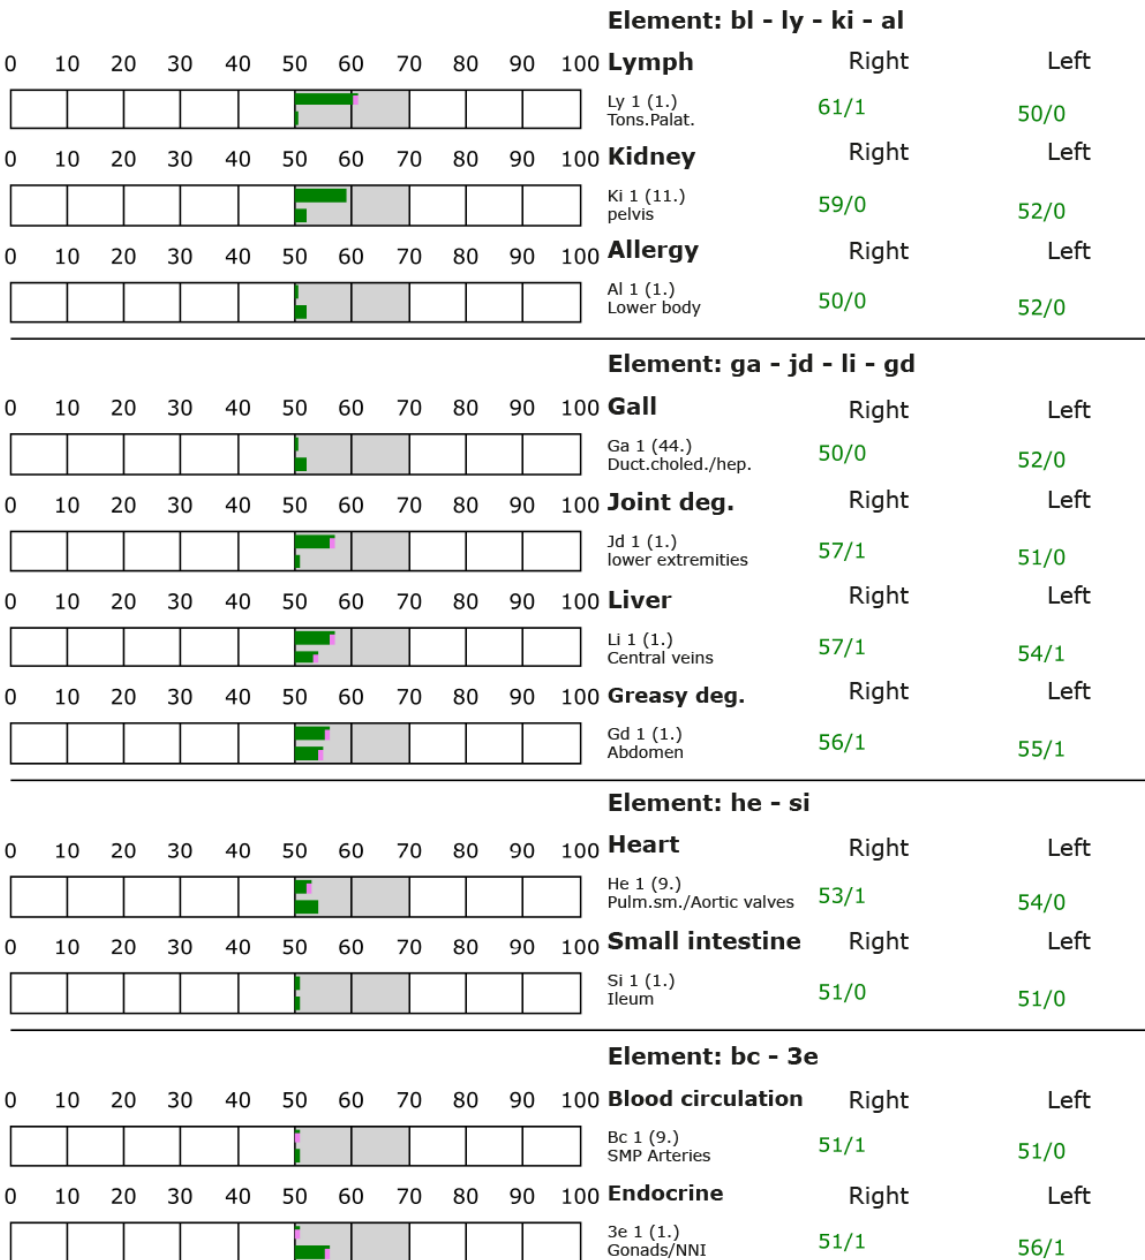 Element: bl - ly - ki - al
0 10 20 30 40 50 60 70 80 90 100 Lymph Right Left
Ly 1 (1.) 61/1 50/0
Tons.Palat.
0 10 20 30 40 50 60 70 80 90 100 Kidney Right Left
Ki 1 (11.) 59/0 52/0
pelvis
0 10 20 30 40 50 60 70 80 90 100 Allergy Right Left
Al 1 (1.) 50/0 52/0
Lower body
Element: ga - jd - li - gd
0 10 20 30 40 50 60 70 80 90 100 Gall Right Left
Ga 1 (44.) 50/0 52/0
Duct.choled./hep.
0 10 20 30 40 50 60 70 80 90 100 Joint deg. Right Left
Jd 1 (1.) 57/1 51/0
lower extremities
0 10 20 30 40 50 60 70 80 90 100 Liver Right Left
Li 1 (1.) 57/1 54/1
Central veins
0 10 20 30 40 50 60 70 80 90 100 Greasy deg. Right Left
Gd 1 (1.) 56/1 55/1
Abdomen
Element: he - si
0 10 20 30 40 50 60 70 80 90 100 Heart Right Left
He 1 (9.) 53/1 54/0
Pulm.sm./Aortic valves
0 10 20 30 40 50 60 70 80 90 100 Small intestine Right Left
Si 1 (1.) 51/0 51/0
Ileum
Element: bc - 3e
0 10 20 30 40 50 60 70 80 90 100 Blood circulation Right Left
Bc 1 (9.) 51/1 51/0
SMP Arteries
0 10 20 30 40 50 60 70 80 90 100 Endocrine Right Left
3e 1 (1.) 51/1 56/1
Gonads/NNI